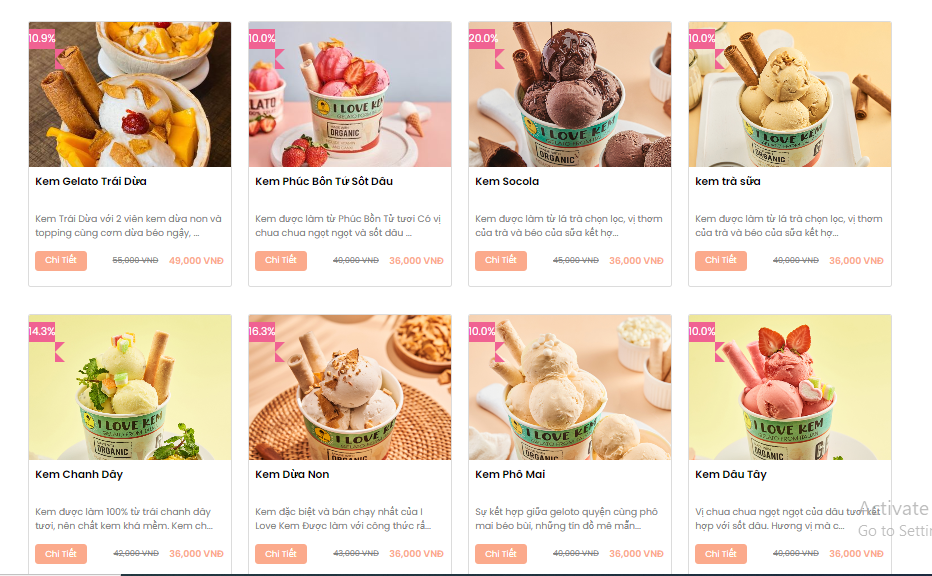 10.9%
10.0%
20.0%
10.0%
I LOVE KEM
ORGANIC
I LOVE KEM
ORGANIC
I LOVE KEM
ORGANIC
Kem Gelato Trái Dừa
Kem Phúc Bồn Tử Sốt Dâu
Kem Socola
kem trà sữa
Kem Trái Dừa với 2 viên kem dừa non và
topping cùng cơm dừa béo ngậy, ...
Kem được làm từ Phúc Bồn Tử tươi Có vị
chua chua ngọt ngọt và sốt dâu ...
Kem được làm từ lá trà chọn lọc, vị thơm
của trà và béo của sữa kết hợ...
Kem được làm từ lá trà chọn lọc, vị thơm
của trà và béo của sữa kết hợ...
Chi Tiết 55,000 VNĐ 49,000 VNĐ
Chi Tiết 40,000 VNĐ 36,000 VNĐ
Chi Tiết 45,000 VNĐ 36,000 VNĐ
Chi Tiết 40,000 VNĐ 36,000 VNĐ
14.3%
16.3%
10.0%
10.0%
I LOVE KEM
ORGANIC
I LOVE KEM
ORGANIC
I LOVE KEM
ORGANIC
I LOVE KEM
GELATO FROM ITALIAN
ORGANIC
Kem Chanh Dây
Kem Dừa Non
Kem Phô Mai
Kem Dâu Tây
Kem được làm 100% từ trái chanh dây
tươi, nên chất kem khá mềm. Kem ch...
Kem đặc biệt và bán chạy nhất của I
Love Kem Được làm với công thức rấ...
Sự kết hợp giữa geloto quyện cùng phô
mai béo bùi, những tín đồ mê mẩn...
Vị chua chua ngọt ngọt của dâu tươi kết
hợp với sốt dâu. Hương vị mà c...
Chi Tiết 42,000 VNĐ 36,000 VNĐ
Chi Tiết 43,000 VNĐ 36,000 VNĐ
Chi Tiết 40,000 VNĐ 36,000 VNĐ
Chi Tiết 40,000 VNĐ 36,000 VNĐ
Activate
Go to Settin